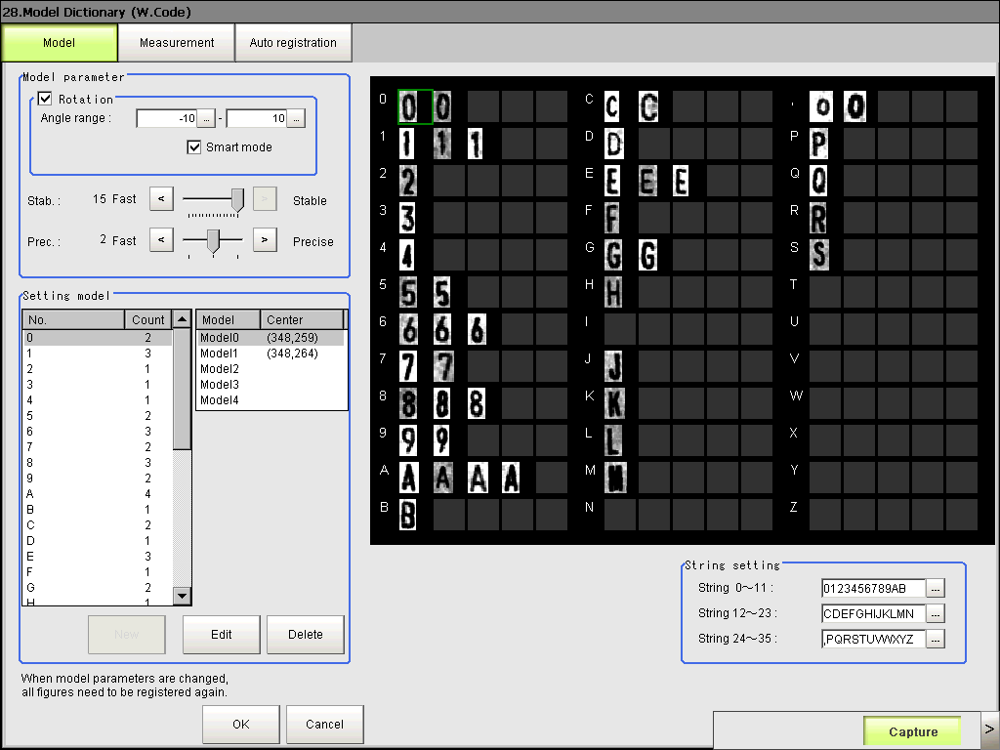 28.Model Dictionary (W.Code)
Model Measurement Auto registration
Model parameter
Rotation
Angle range : -10 ... - 10 ...
Smart mode
Stab. : 15 Fast < > Stable
Prec. : 2 Fast < > Precise
Setting model
No. Count
0 2
1 3
2 1
3 1
4 1
5 2
6 3
7 2
8 3
9 2
A 4
B 1
C 2
D 1
E 3
F 1
G 2
H 1
Model Center
Model0 (348,259)
Model1 (348,264)
Model2
Model3
Model4
New Edit Delete
When model parameters are changed,
all figures need to be registered again.
OK Cancel
0 0 0
1 1 1 1
2 2
3 3
4 4
5 5 5
6 6 6 6
7 7 7
8 8 8 8
9 9 9
A A A A A
B B
C C C
D D
E E E E
F F
G G G
H H
I
J J
K K
L L
M M
N
, o O
P P
Q Q
R R
S S
T
U
V
W
X
Y
Z
String setting
String 0～11 : 0123456789AB ...
String 12～23 : CDEFGHIJKLMN ...
String 24～35 : ,PQRSTUVWXYZ ...
Capture >